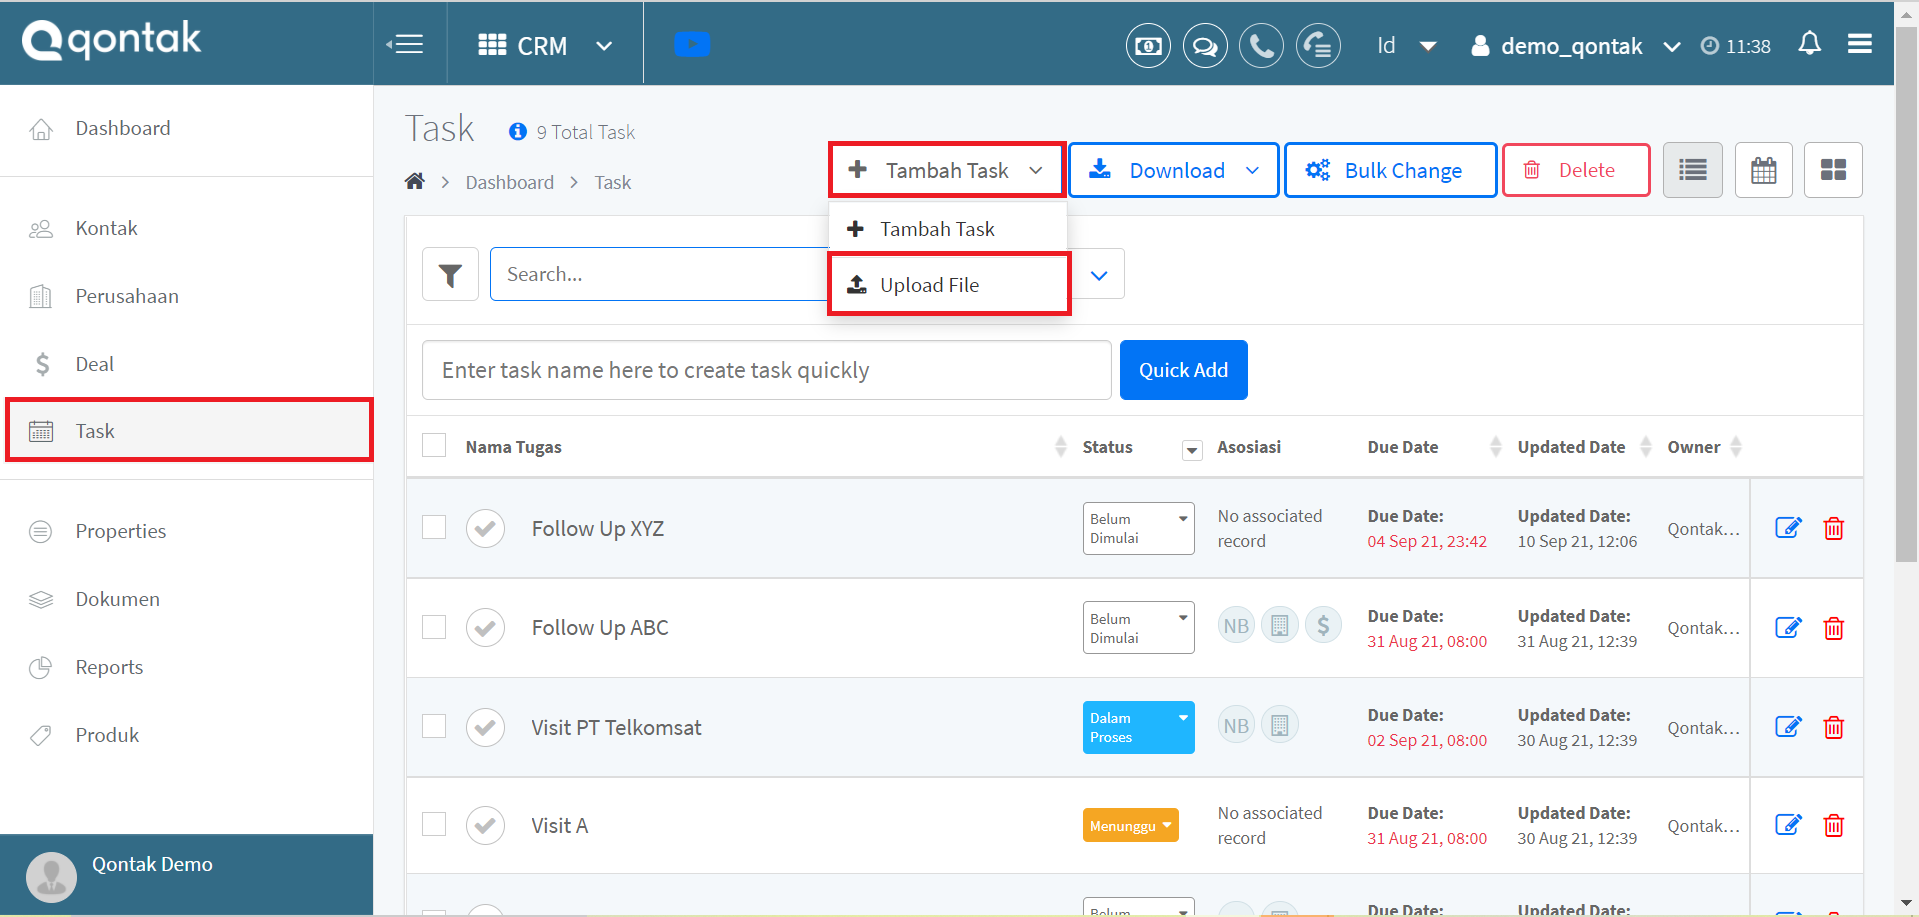 qontak
CRM
Id
demo_qontak
11:38
Dashboard
Kontak
Perusahaan
Deal
Task
Properties
Dokumen
Reports
Produk
Qontak Demo
Task
9 Total Task
Dashboard
Task
Tambah Task
Download
Bulk Change
Delete
Tambah Task
Upload File
Search...
Enter task name here to create task quickly
Quick Add
Nama Tugas
Status
Asosiasi
Due Date
Updated Date
Owner
Follow Up XYZ
Belum
Dimulai
No associated
record
Due Date:
04 Sep 21, 23:42
Updated Date:
10 Sep 21, 12:06
Qontak...
Follow Up ABC
Belum
Dimulai
NB
Due Date:
31 Aug 21, 08:00
Updated Date:
31 Aug 21, 12:39
Qontak...
Visit PT Telkomsat
Dalam
Proses
NB
Due Date:
02 Sep 21, 08:00
Updated Date:
30 Aug 21, 12:39
Qontak...
Visit A
Menunggu
No associated
record
Due Date:
31 Aug 21, 08:00
Updated Date:
30 Aug 21, 12:39
Qontak...
Belum
Due Date:
Updated Date: